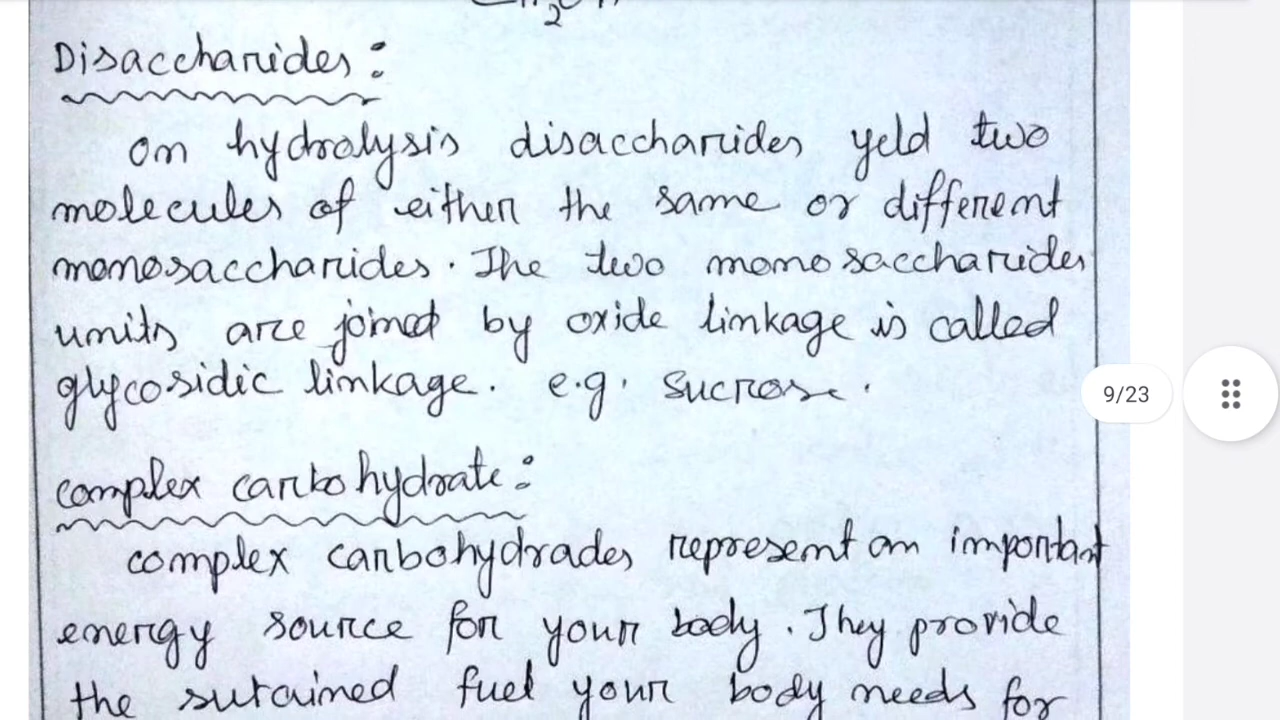 Disaccharides:
On hydrolysis disaccharides yeld two
molecules of either the same or different
monosaccharides. The two monosaccharides
units are joined by oxide linkage is called
glycosidic linkage. e.g. sucrose.
9/23
complex carbohydrate:
complex carbohydrades represent an important
energy source for your body. They provide
the sutained fuel your body needs for